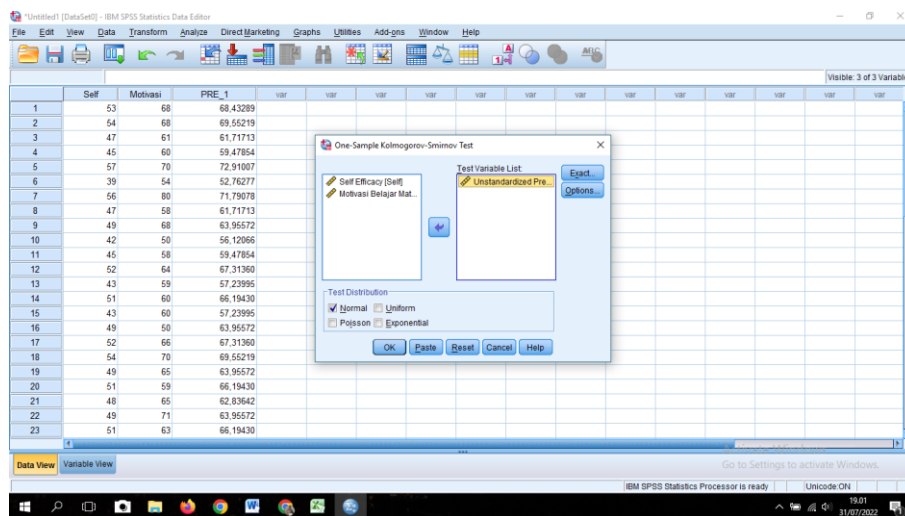 *Untitled1 [DataSet0] - IBM SPSS Statistics Data Editor
File Edit View Data Transform Analyze Direct Marketing Graphs Utilities Add-ons Window Help
Visible: 3 of 3 Variabl
Self Motivasi PRE_1 var var var var var var var var var var var var
1 53 68 68,43289
2 54 68 69,55219
3 47 61 61,71713
4 45 60 59,47854
5 57 70 72,91007
6 39 54 52,76277
7 56 80 71,79078
8 47 58 61,71713
9 49 68 63,95572
10 42 50 56,12066
11 45 58 59,47854
12 52 64 67,31360
13 43 59 57,23995
14 51 60 66,19430
15 43 60 57,23995
16 49 50 63,95572
17 52 66 67,31360
18 54 70 69,55219
19 49 65 63,95572
20 51 59 66,19430
21 48 65 62,83642
22 49 71 63,95572
23 51 63 66,19430
One-Sample Kolmogorov-Smirnov Test
Test Variable List:
Self Efficacy [Self]
Motivasi Belajar Mat...
Unstandardized Pre...
Exact...
Options...
Test Distribution
Normal Uniform
Poisson Exponential
OK Paste Reset Cancel Help
Data View Variable View
Go to Settings to activate Windows.
IBM SPSS Statistics Processor is ready Unicode:ON
19.01
31/07/2022